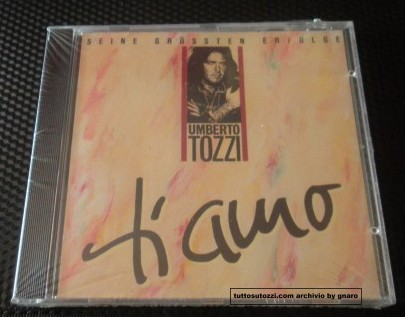 SEINE GRÖSSTEN ERFOLGE
UMBERTO
TOZZI
ti amo
tuttosutozzi.com archivio by gnaro